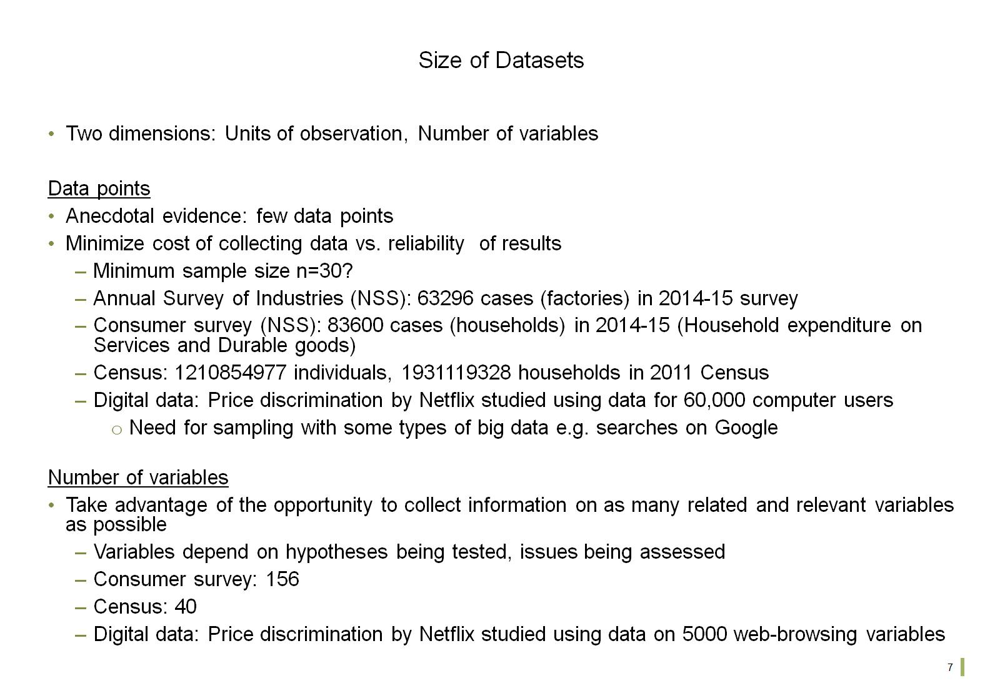 Size of Datasets
• Two dimensions: Units of observation, Number of variables
Data points
• Anecdotal evidence: few data points
• Minimize cost of collecting data vs. reliability of results
– Minimum sample size n=30?
– Annual Survey of Industries (NSS): 63296 cases (factories) in 2014-15 survey
– Consumer survey (NSS): 83600 cases (households) in 2014-15 (Household expenditure on
Services and Durable goods)
– Census: 1210854977 individuals, 1931119328 households in 2011 Census
– Digital data: Price discrimination by Netflix studied using data for 60,000 computer users
o Need for sampling with some types of big data e.g. searches on Google
Number of variables
• Take advantage of the opportunity to collect information on as many related and relevant variables
as possible
– Variables depend on hypotheses being tested, issues being assessed
– Consumer survey: 156
– Census: 40
– Digital data: Price discrimination by Netflix studied using data on 5000 web-browsing variables
7